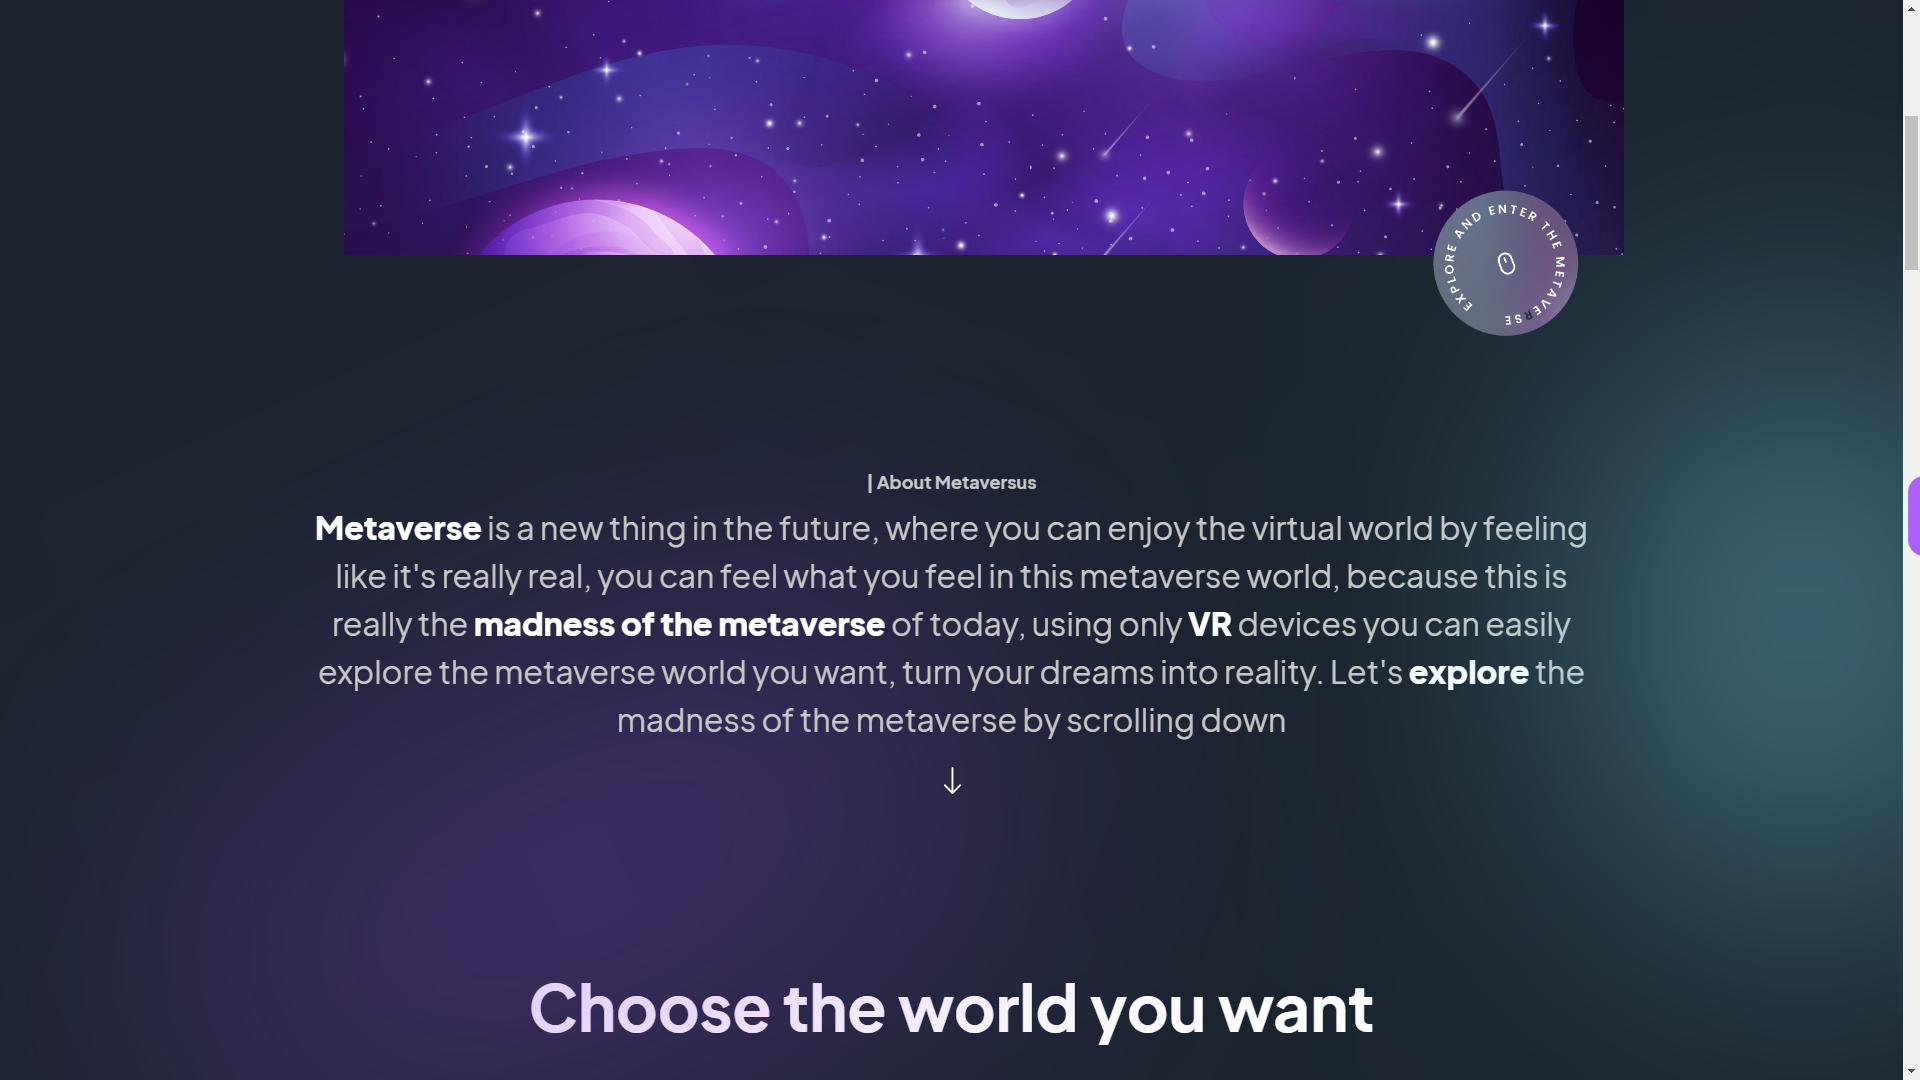 EXPLORE AND ENTER THE METAVERSE
| About Metaversus
Metaverse is a new thing in the future, where you can enjoy the virtual world by feeling
like it's really real, you can feel what you feel in this metaverse world, because this is
really the madness of the metaverse of today, using only VR devices you can easily
explore the metaverse world you want, turn your dreams into reality. Let's explore the
madness of the metaverse by scrolling down
Choose the world you want